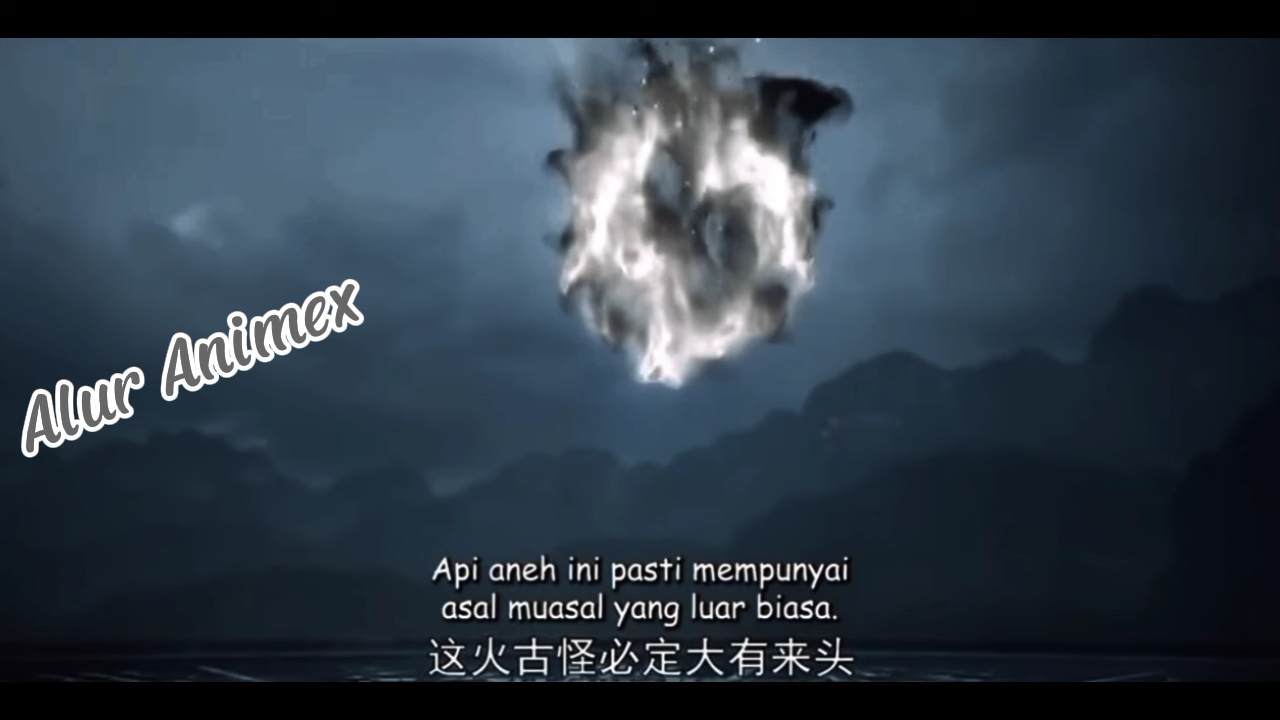 Alur Animex
Api aneh ini pasti mempunyai
asal muasal yang luar biasa.
这火古怪必定大有来头